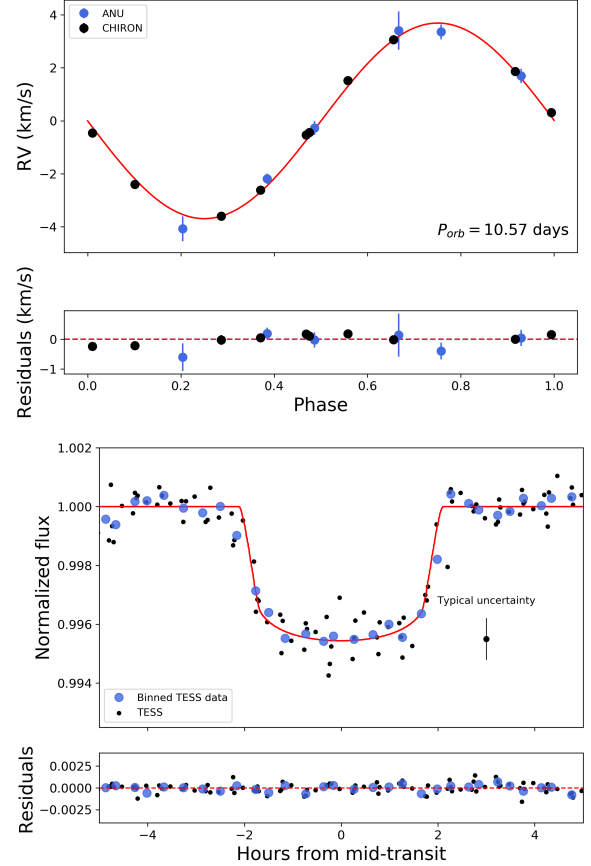 ANU
CHIRON
4
2
0
−2
−4
RV (km/s)
P_orb = 10.57 days
0
−1
Residuals (km/s)
0.0 0.2 0.4 0.6 0.8 1.0
Phase
1.002
1.000
0.998
0.996
0.994
Normalized flux
Typical uncertainty
Binned TESS data
TESS
0.0025
0.0000
−0.0025
Residuals
−4 −2 0 2 4
Hours from mid-transit